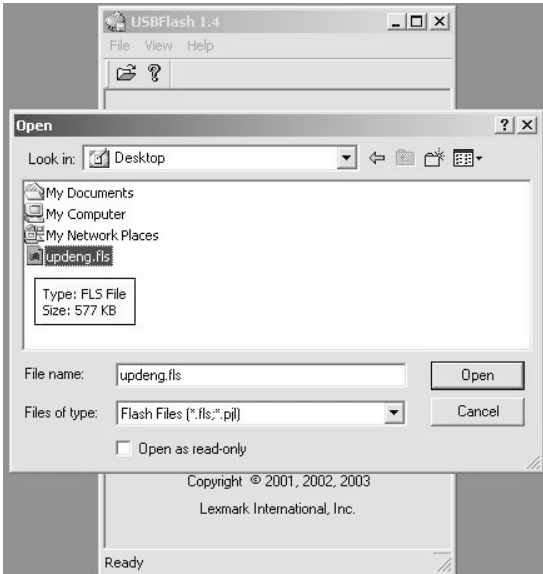 USBFlash 1.4
File View Help
Open
Look in: Desktop
My Documents
My Computer
My Network Places
updeng.fls
Type: FLS File
Size: 577 KB
File name: updeng.fls Open
Files of type: Flash Files (*.fls;*.pjl) Cancel
Open as read-only
Copyright © 2001, 2002, 2003
Lexmark International, Inc.
Ready